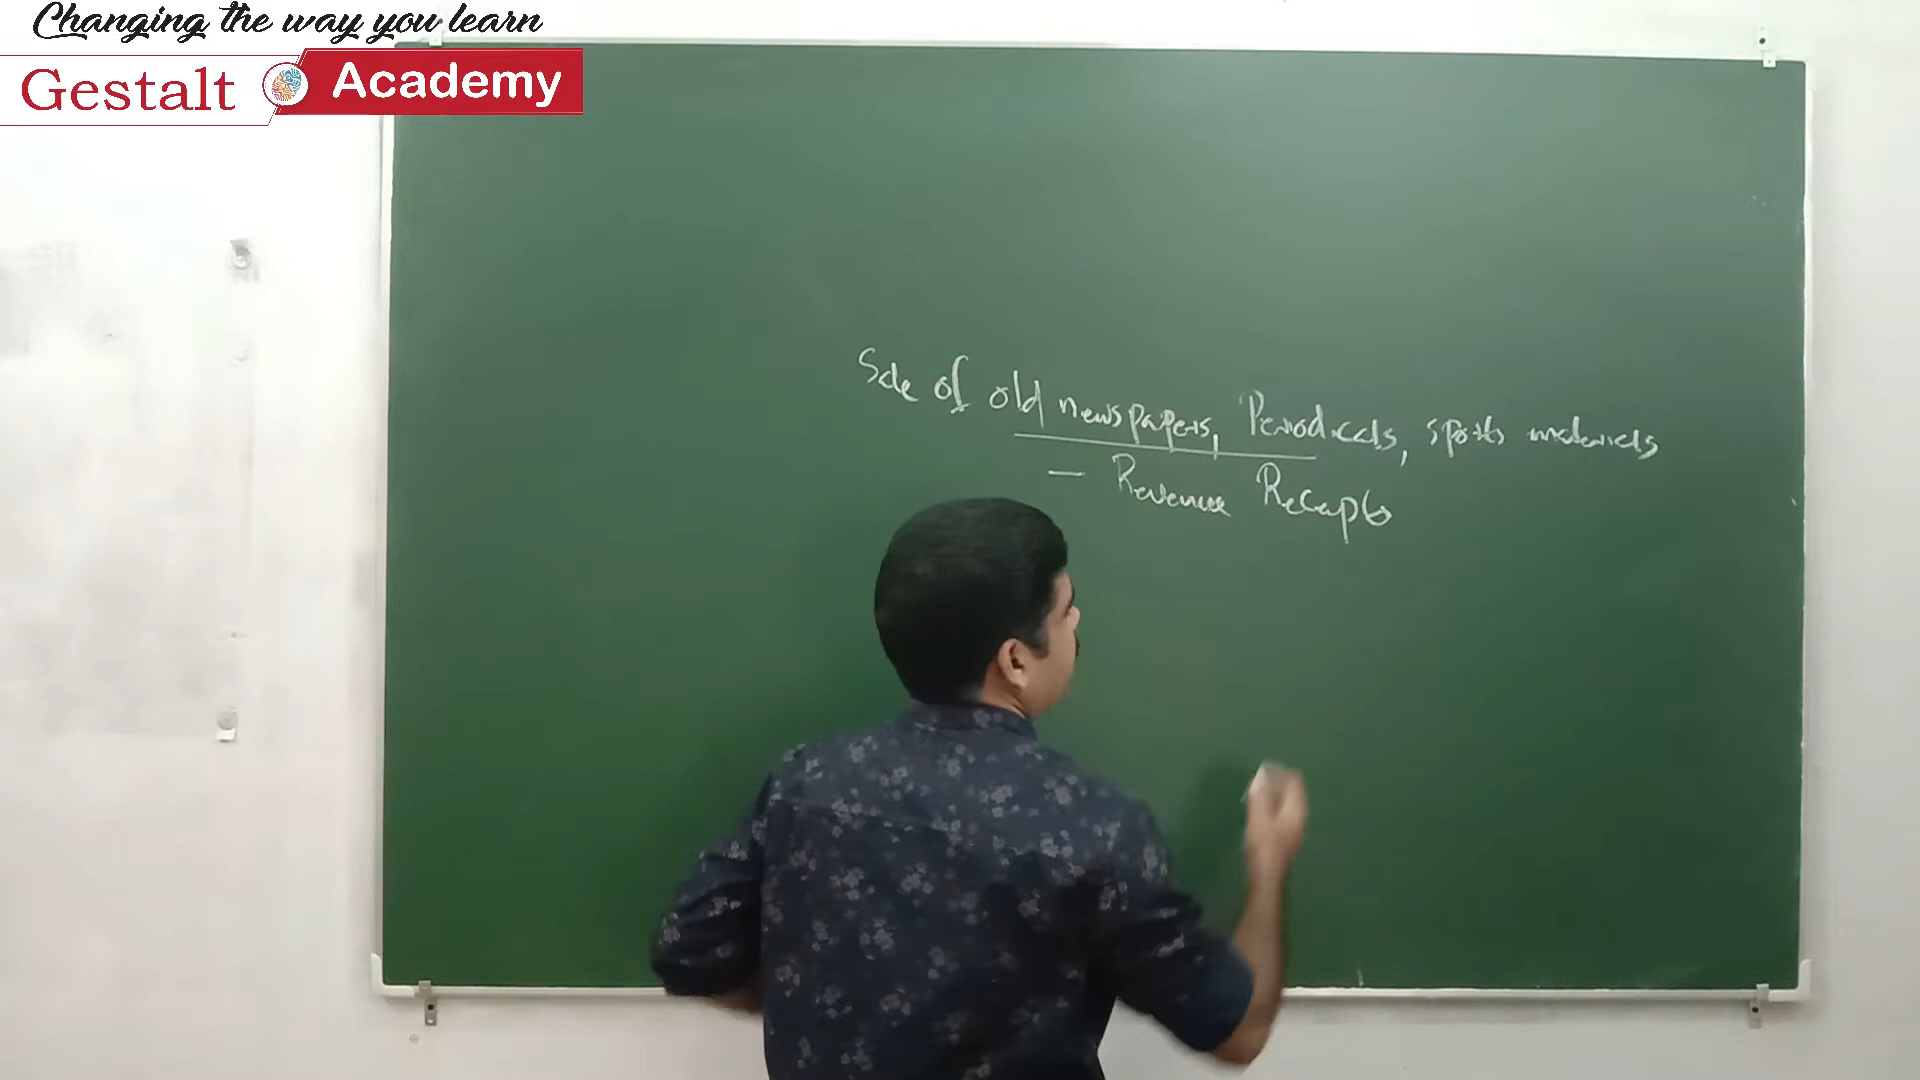 Changing the way you learn
Gestalt Academy
Sale of old newspapers, Periodicals, sports materials
- Revenue Receipts